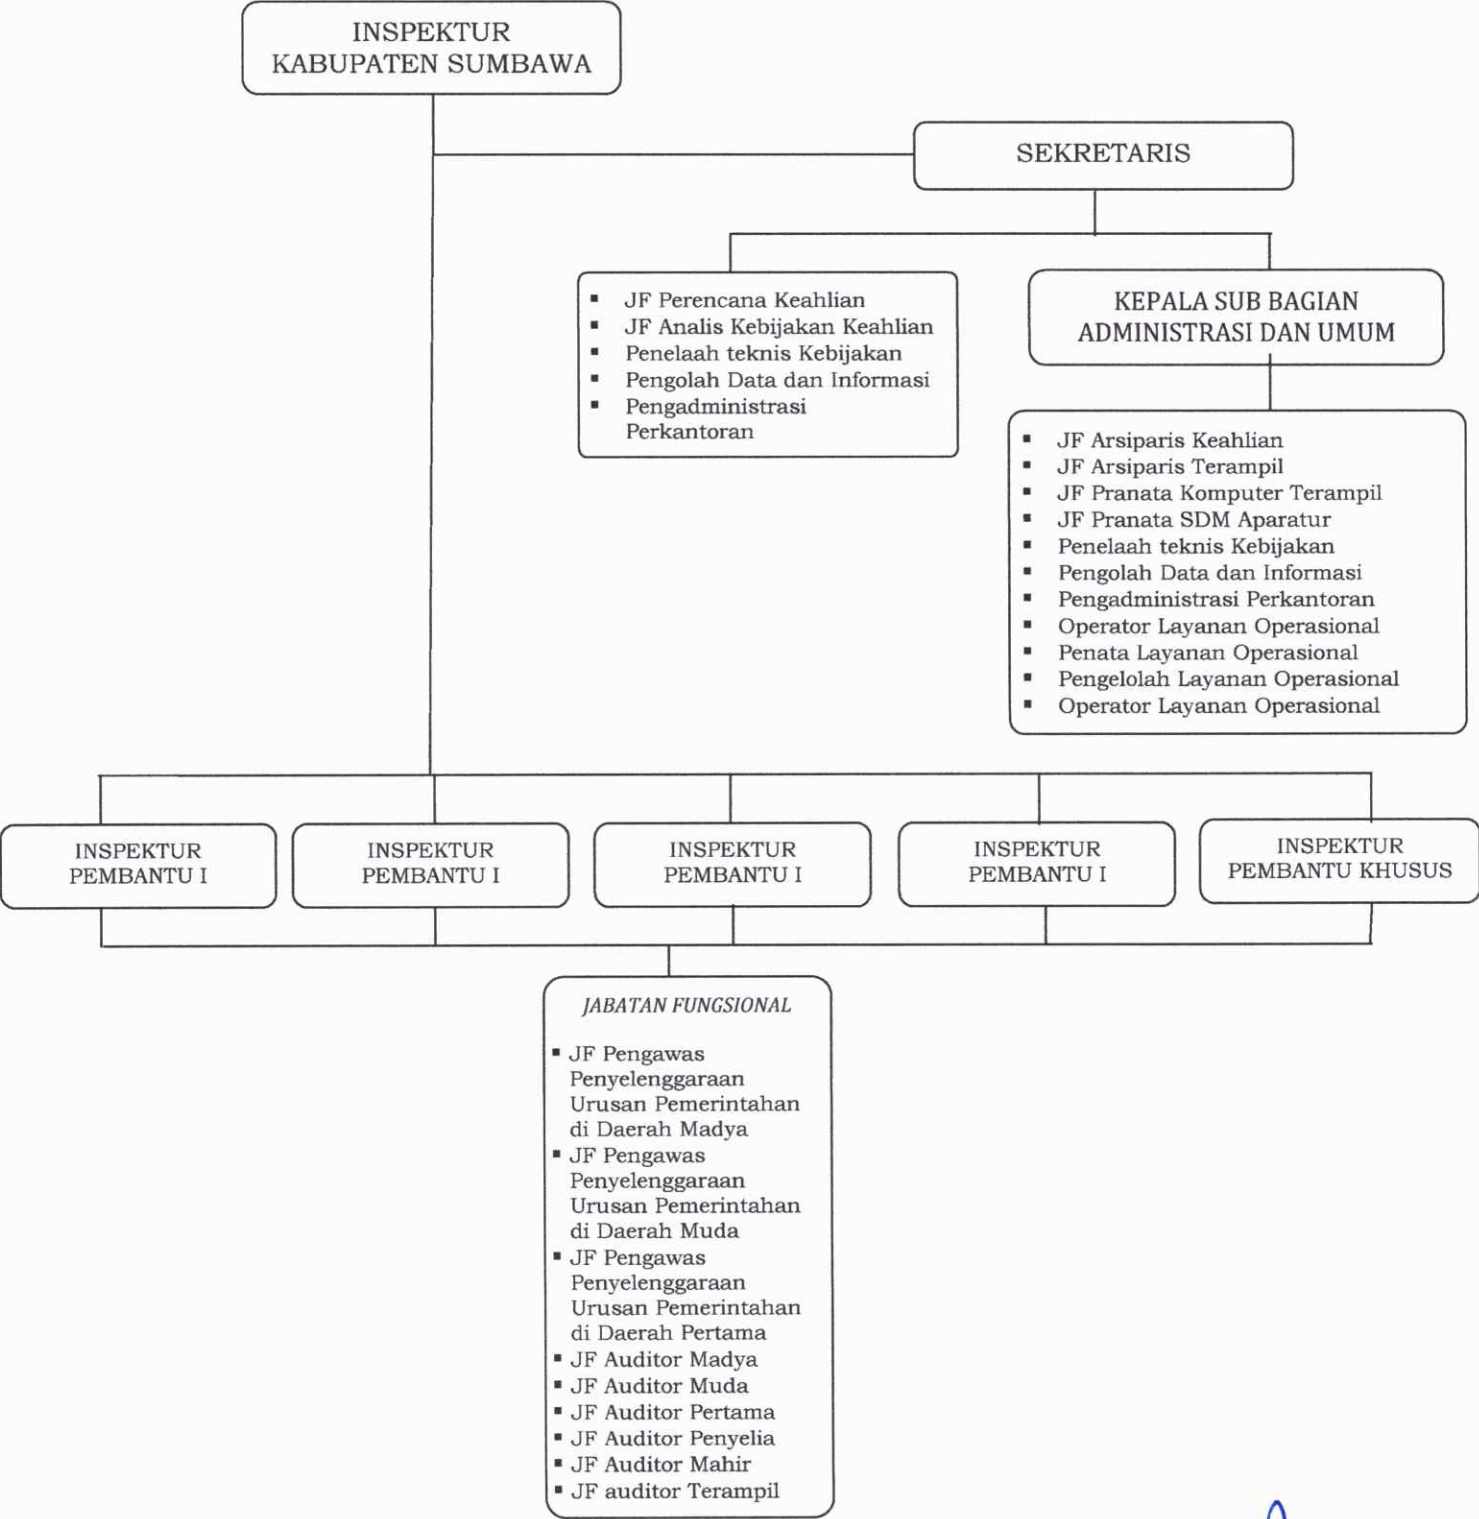 INSPEKTUR
KABUPATEN SUMBAWA
SEKRETARIS
▪ JF Perencana Keahlian
▪ JF Analis Kebijakan Keahlian
▪ Penelaah teknis Kebijakan
▪ Pengolah Data dan Informasi
▪ Pengadministrasi
Perkantoran
KEPALA SUB BAGIAN
ADMINISTRASI DAN UMUM
▪ JF Arsiparis Keahlian
▪ JF Arsiparis Terampil
▪ JF Pranata Komputer Terampil
▪ JF Pranata SDM Aparatur
▪ Penelaah teknis Kebijakan
▪ Pengolah Data dan Informasi
▪ Pengadministrasi Perkantoran
▪ Operator Layanan Operasional
▪ Penata Layanan Operasional
▪ Pengelolah Layanan Operasional
▪ Operator Layanan Operasional
INSPEKTUR
PEMBANTU I
INSPEKTUR
PEMBANTU I
INSPEKTUR
PEMBANTU I
INSPEKTUR
PEMBANTU I
INSPEKTUR
PEMBANTU KHUSUS
JABATAN FUNGSIONAL
▪ JF Pengawas
Penyelenggaraan
Urusan Pemerintahan
di Daerah Madya
▪ JF Pengawas
Penyelenggaraan
Urusan Pemerintahan
di Daerah Muda
▪ JF Pengawas
Penyelenggaraan
Urusan Pemerintahan
di Daerah Pertama
▪ JF Auditor Madya
▪ JF Auditor Muda
▪ JF Auditor Pertama
▪ JF Auditor Penyelia
▪ JF Auditor Mahir
▪ JF auditor Terampil